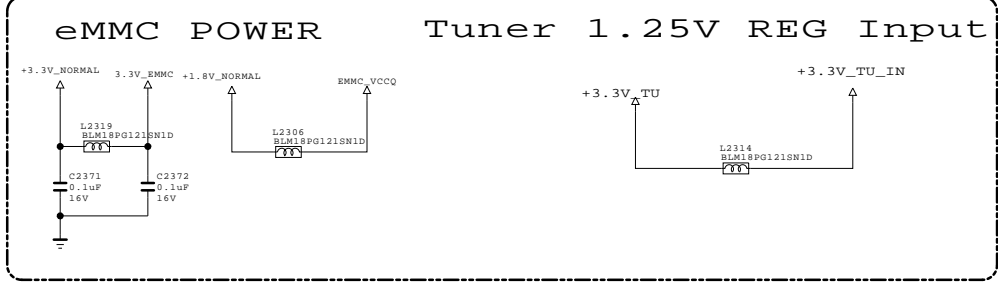 eMMC POWER
Tuner 1.25V REG Input
+3.3V_NORMAL
3.3V_EMMC
+1.8V_NORMAL
EMMC_VCCQ
L2319
BLM18PG121SN1D
L2306
BLM18PG121SN1D
C2371
0.1uF
16V
C2372
0.1uF
16V
+3.3V_TU
+3.3V_TU_IN
L2314
BLM18PG121SN1D